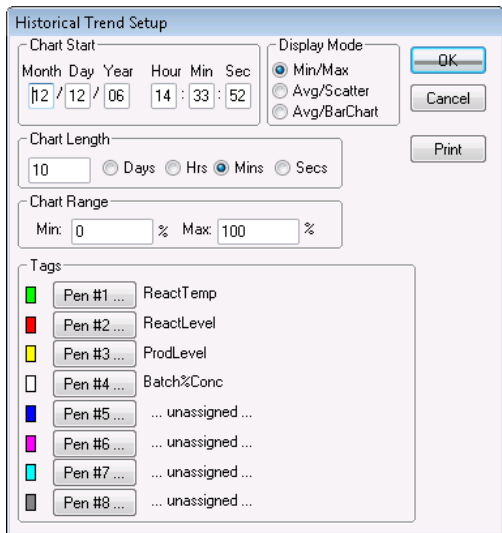 Historical Trend Setup
Chart Start
Month Day Year Hour Min Sec
12 / 12 / 06 14 : 33 : 52
Display Mode
Min/Max
Avg/Scatter
Avg/BarChart
OK
Cancel
Print
Chart Length
10 Days Hrs Mins Secs
Chart Range
Min: 0 % Max: 100 %
Tags
Pen #1 ... ReactTemp
Pen #2 ... ReactLevel
Pen #3 ... ProdLevel
Pen #4 ... Batch%Conc
Pen #5 ... ... unassigned ...
Pen #6 ... ... unassigned ...
Pen #7 ... ... unassigned ...
Pen #8 ... ... unassigned ...